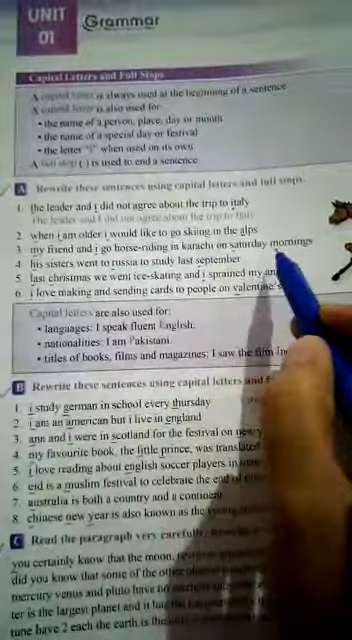 UNIT
01
Grammar
Capital Letters and Full Stops
A capital letter is always used at the beginning of a sentence
A capital letter is also used for
• the name of a person, place, day or month
• the name of a special day or festival
• the letter "I" when used on its own
A full stop (.) is used to end a sentence
A Rewrite these sentences using capital letters and full stops
1. the leader and i did not agree about the trip to italy
The leader and I did not agree about the trip to Italy
2 when i am older i would like to go skiing in the alps
3 my friend and i go horse-riding in karachi on saturday mornings
4 his sisters went to russia to study last september
5 last christmas we went ice-skating and i sprained my
6 i love making and sending cards to people on valentine's
Capital letters are also used for:
• languages: I speak fluent English.
• nationalities: I am Pakistani.
• titles of books, films and magazines: I saw the film
B Rewrite these sentences using capital letters and
1. i study german in school every thursday
2. i am an american but i live in england
3. ann and i were in scotland for the festival on new
4. my favourite book, the little prince, was translated
5. i love reading about english soccer players in
6. eid is a muslim festival to celebrate the end of
7. australia is both a country and a continent
8. chinese new year is also known as the spring
C Read the paragraph very carefully.
you certainly know that the moon,
did you know that some of the other
mercury venus and pluto have no
ter is the largest planet and it has
tune have 2 each the earth is the